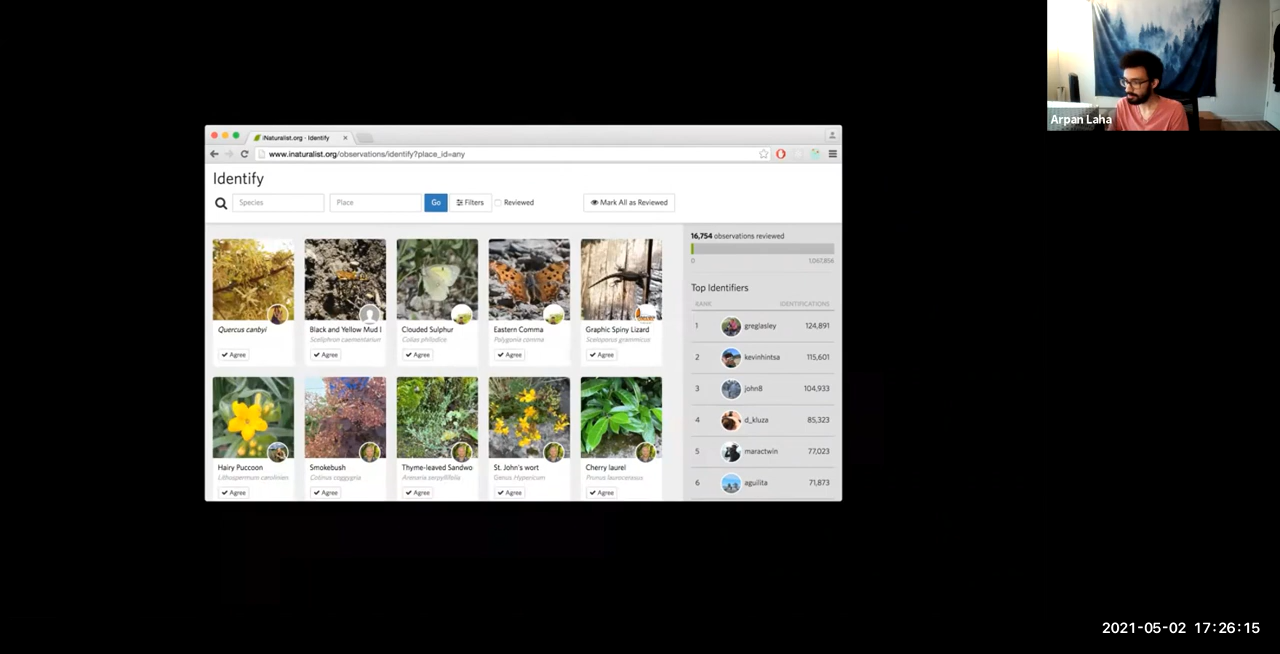 Arpan Laha
iNaturalist.org · Identify
www.inaturalist.org/observations/identify?place_id=any
Identify
Species
Place
Go
Filters
Reviewed
Mark All as Reviewed
16,754 observations reviewed
0 1,067,856
Top Identifiers
RANK IDENTIFICATIONS
1 greglasley 124,891
2 kevinhintsa 115,601
3 john8 104,933
4 d_kluza 85,323
5 maractwin 77,023
6 aguilita 71,873
Quercus canbyi
Agree
Black and Yellow Mud
Sceliphron caementarium
Agree
Clouded Sulphur
Colias philodice
Agree
Eastern Comma
Polygonia comma
Agree
Graphic Spiny Lizard
Sceloporus grammicus
Agree
Hairy Puccoon
Lithospermum carolinien
Agree
Smokebush
Cotinus coggygria
Agree
Thyme-leaved Sandwo
Arenaria serpyllifolia
Agree
St. John's wort
Genus Hypericum
Agree
Cherry laurel
Prunus laurocerasus
Agree
2021-05-02 17:26:15